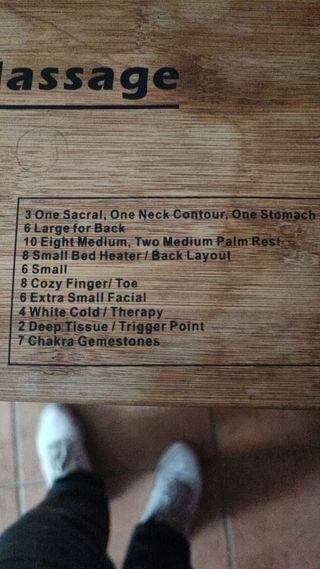 assage
3 One Sacral, One Neck Contour, One Stomach
6 Large for Back
10 Eight Medium, Two Medium Palm Rest
8 Small Bed Heater / Back Layout
6 Small
8 Cozy Finger/ Toe
6 Extra Small Facial
4 White Cold / Therapy
2 Deep Tissue / Trigger Point
7 Chakra Gemestones